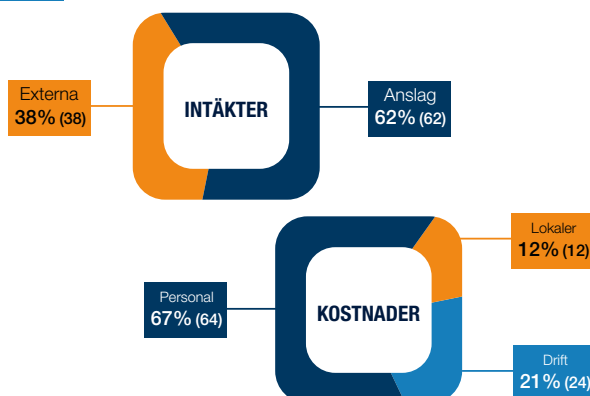 Externa
38% (38)
INTÄKTER
Anslag
62% (62)
Lokaler
12% (12)
Personal
67% (64)
KOSTNADER
Drift
21% (24)